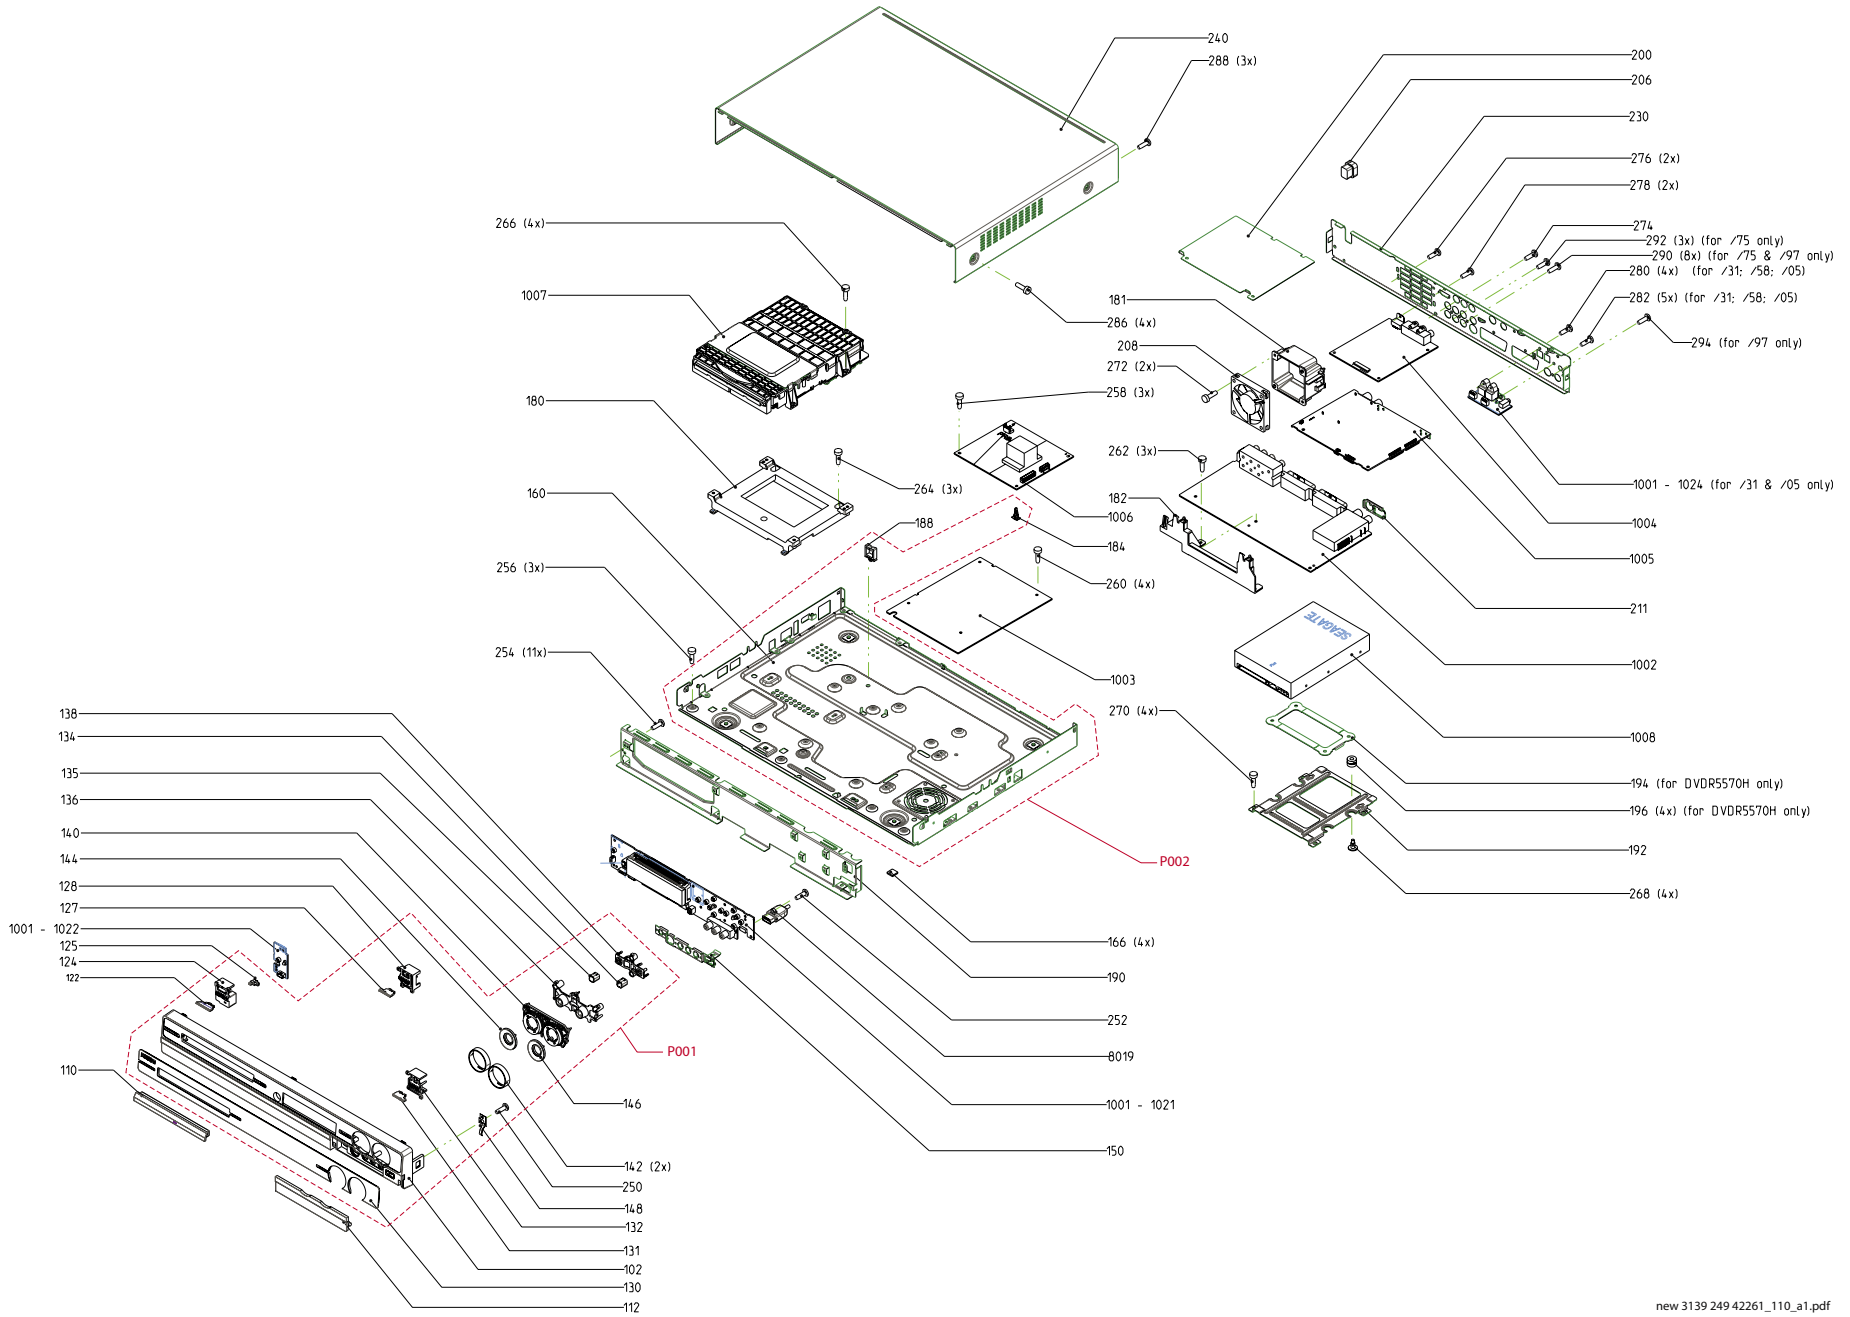 240
288 (3x)
200
206
230
276 (2x)
278 (2x)
274
292 (3x) (for /75 only)
290 (8x) (for /75 & /97 only)
280 (4x) (for /31; /58; /05)
282 (5x) (for /31; /58; /05)
294 (for /97 only)
266 (4x)
1007
180
160
256 (3x)
254 (11x)
286 (4x)
181
208
272 (2x)
258 (3x)
262 (3x)
264 (3x)
182
188
1006
184
260 (4x)
1003
270 (4x)
1001 - 1024 (for /31 & /05 only)
1004
1005
211
SEAGATE
1002
1008
194 (for DVDR5570H only)
196 (4x) (for DVDR5570H only)
192
268 (4x)
P002
138
134
135
136
140
144
128
127
1001 - 1022
125
124
122
110
P001
166 (4x)
190
252
8019
1001 - 1021
150
146
142 (2x)
250
148
132
131
102
130
112
new 3139 249 42261_110_a1.pdf